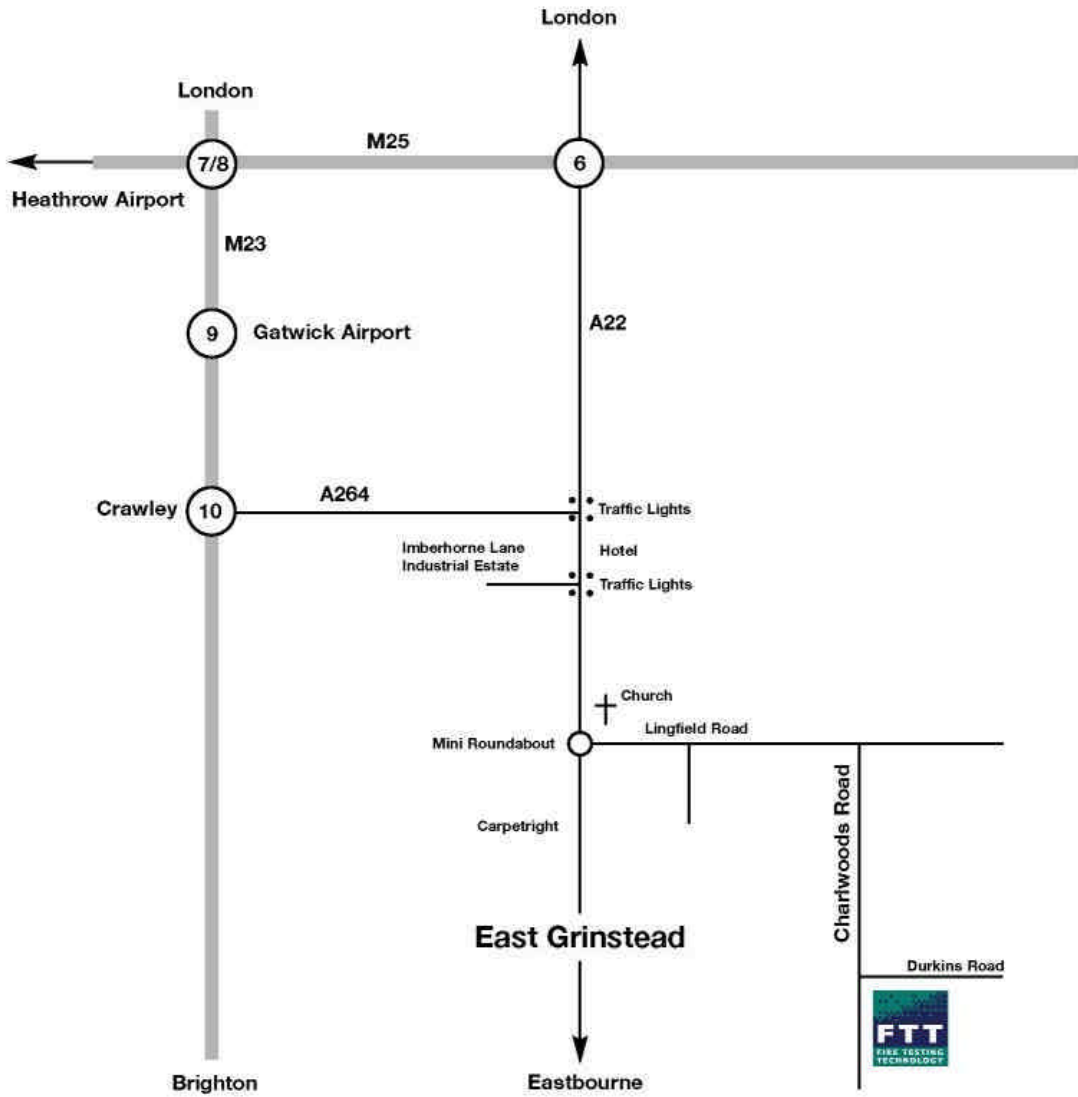 London
London
M25
7/8
6
Heathrow Airport
M23
A22
9
Gatwick Airport
A264
Crawley
10
Traffic Lights
Imberhorne Lane
Industrial Estate
Hotel
Traffic Lights
Church
Lingfield Road
Mini Roundabout
Charlwoods Road
Carpetright
East Grinstead
Durkins Road
FTT
FIRE TESTING
TECHNOLOGY
Brighton
Eastbourne